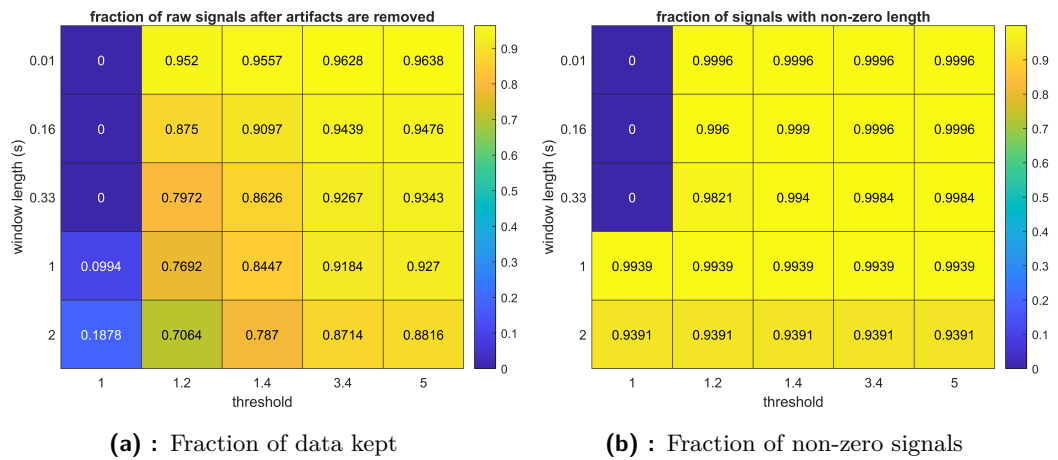 fraction of raw signals after artifacts are removed
0.01 0 0.952 0.9557 0.9628 0.9638
0.16 0 0.875 0.9097 0.9439 0.9476
0.33 0 0.7972 0.8626 0.9267 0.9343
1 0.0994 0.7692 0.8447 0.9184 0.927
2 0.1878 0.7064 0.787 0.8714 0.8816
1 1.2 1.4 3.4 5
threshold
window length (s)
0.9
0.8
0.7
0.6
0.5
0.4
0.3
0.2
0.1
0
(a) : Fraction of data kept
fraction of signals with non-zero length
0.01 0 0.9996 0.9996 0.9996 0.9996
0.16 0 0.996 0.999 0.9996 0.9996
0.33 0 0.9821 0.994 0.9984 0.9984
1 0.9939 0.9939 0.9939 0.9939 0.9939
2 0.9391 0.9391 0.9391 0.9391 0.9391
1 1.2 1.4 3.4 5
threshold
window length (s)
0.9
0.8
0.7
0.6
0.5
0.4
0.3
0.2
0.1
0
(b) : Fraction of non-zero signals